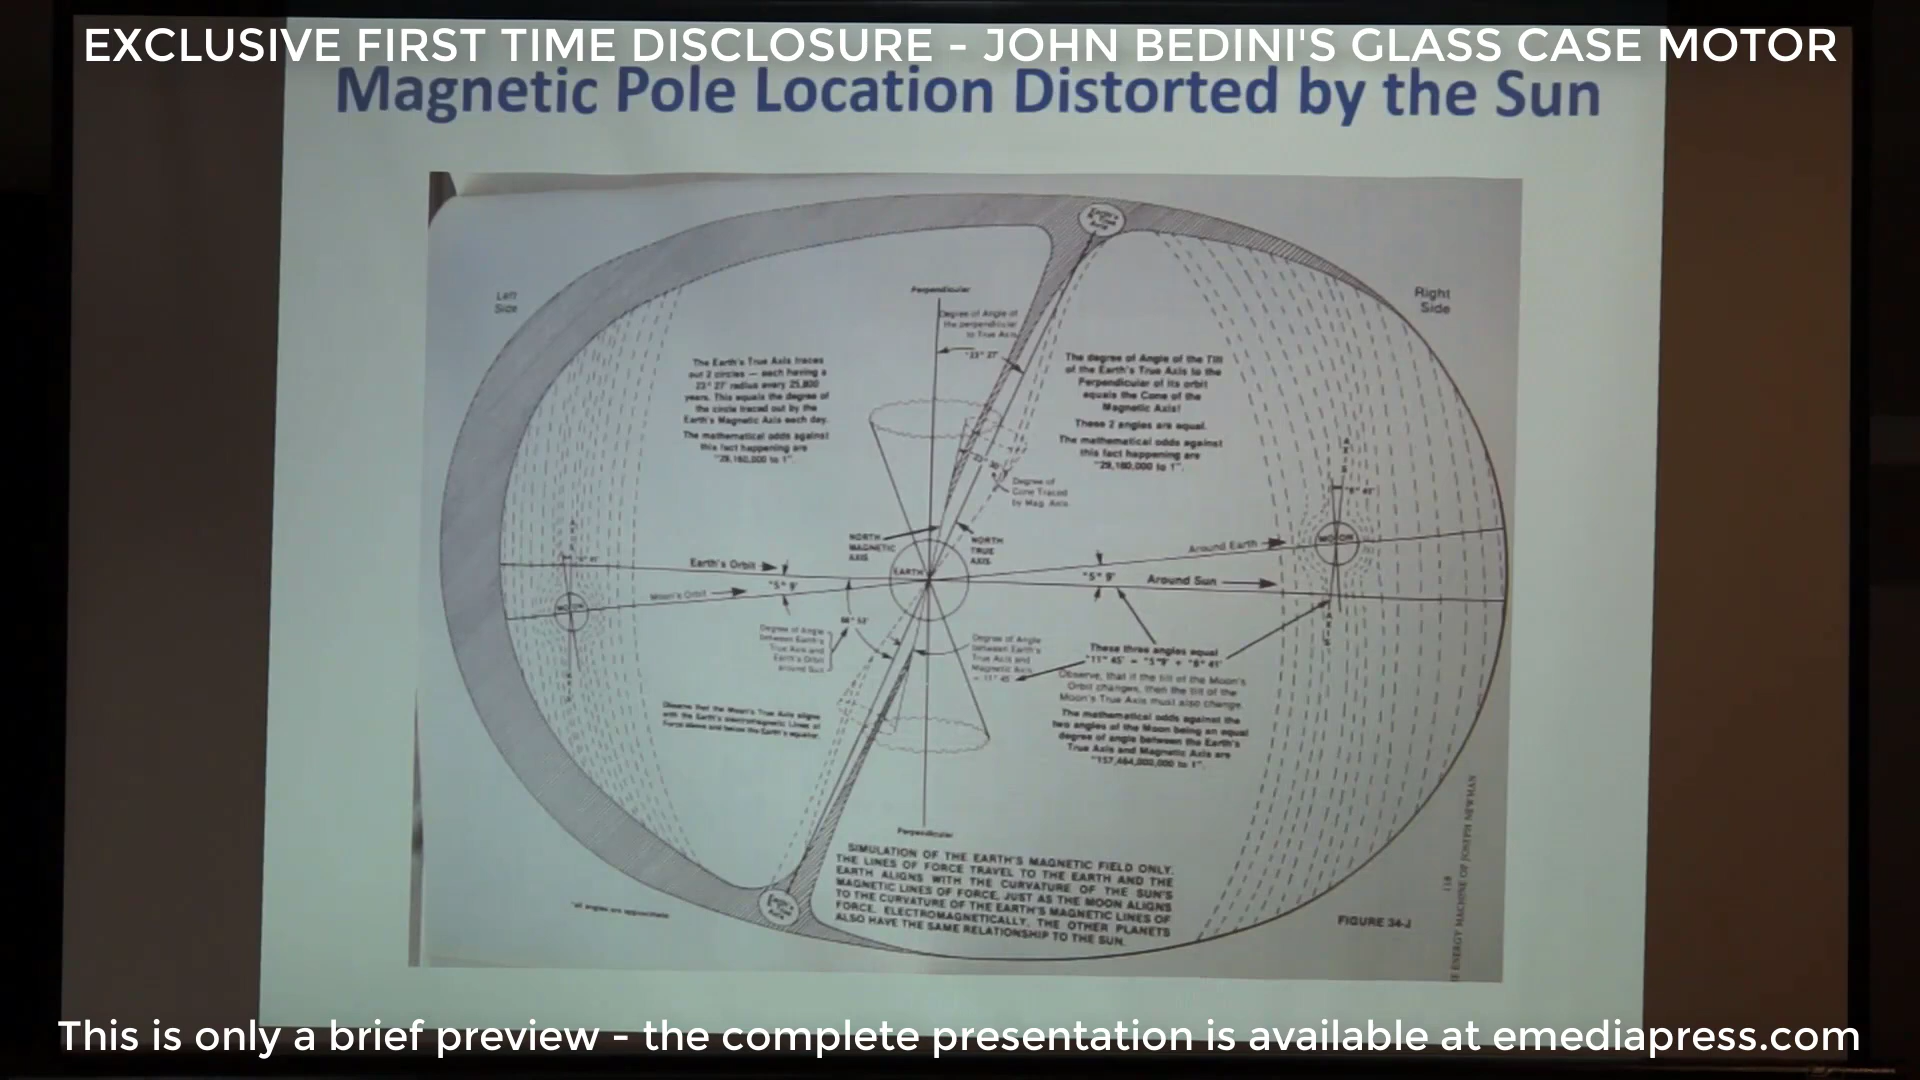 EXCLUSIVE FIRST TIME DISCLOSURE - JOHN BEDINI'S GLASS CASE MOTOR
Magnetic Pole Location Distorted by the Sun
Left
Side
Right
Side
Perpendicular
Degree of Angle of
the perpendicular
to True Axis
"23° 27'
The Earth's True Axis traces
out 2 circles — each having a
23° 27' radius every 25,800
years. This equals the degree of
the circle traced out by the
Earth's Magnetic Axis each day.
The mathematical odds against
this fact happening are
"29,160,000 to 1".
The degree of Angle of the Tilt
of the Earth's True Axis to the
Perpendicular of its orbit
equals the Cone of the
Magnetic Axis!
These 2 angles are equal.
The mathematical odds against
this fact happening are
"29,160,000 to 1".
Degree of
Cone Traced
by Mag. Axis
NORTH
MAGNETIC
AXIS
NORTH
TRUE
AXIS
EARTH
Earth's Orbit
"5° 9'
Moon's Orbit
MOON
Around Earth
MOON
"5° 9'
Around Sun
AXIS
Degree of Angle
between Earth's
True Axis and
Earth's Orbit
around Sun
Degree of Angle
between Earth's
True Axis and
Magnetic Axis
= 11° 45'
These three angles equal
"11° 45' = "5°9' + "6° 41'
Observe, that if the tilt of the Moon's
Orbit changes, then the tilt of the
Moon's True Axis must also change.
The mathematical odds against the
two angles of the Moon being an equal
degree of angle between the Earth's
True Axis and Magnetic Axis are
"157,464,000,000 to 1".
Observe that the Moon's True Axis aligns
with the Earth's electromagnetic Lines of
Force above and below the Earth's equator.
Perpendicular
SIMULATION OF THE EARTH'S MAGNETIC FIELD ONLY.
THE LINES OF FORCE TRAVEL TO THE EARTH AND THE
EARTH ALIGNS WITH THE CURVATURE OF THE SUN'S
MAGNETIC LINES OF FORCE, JUST AS THE MOON ALIGNS
TO THE CURVATURE OF THE EARTH'S MAGNETIC LINES OF
FORCE. ELECTROMAGNETICALLY, THE OTHER PLANETS
ALSO HAVE THE SAME RELATIONSHIP TO THE SUN.
"all angles are approximate
FIGURE 34-J
ENERGY MACHINE OF JOSEPH NEWMAN
This is only a brief preview - the complete presentation is available at emediapress.com